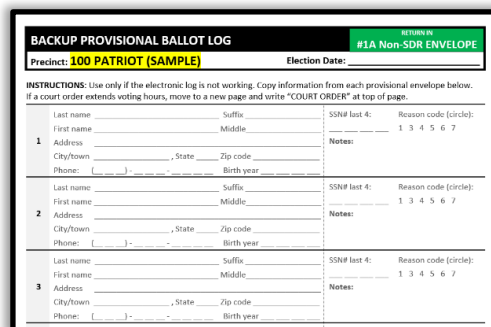 BACKUP PROVISIONAL BALLOT LOG
RETURN IN
#1A Non-SDR ENVELOPE
Precinct: 100 PATRIOT (SAMPLE) Election Date:
INSTRUCTIONS: Use only if the electronic log is not working. Copy information from each provisional envelope below.
If a court order extends voting hours, move to a new page and write “COURT ORDER” at top of page.
1
Last name Suffix SSN# last 4: Reason code (circle):
First name Middle 1 2 3 4 5 6 7
Address Notes:
City/town , State Zip code
Phone: ( ) - - Birth year
2
Last name Suffix SSN# last 4: Reason code (circle):
First name Middle 1 2 3 4 5 6 7
Address Notes:
City/town , State Zip code
Phone: ( ) - - Birth year
3
Last name Suffix SSN# last 4: Reason code (circle):
First name Middle 1 2 3 4 5 6 7
Address Notes:
City/town , State Zip code
Phone: ( ) - - Birth year